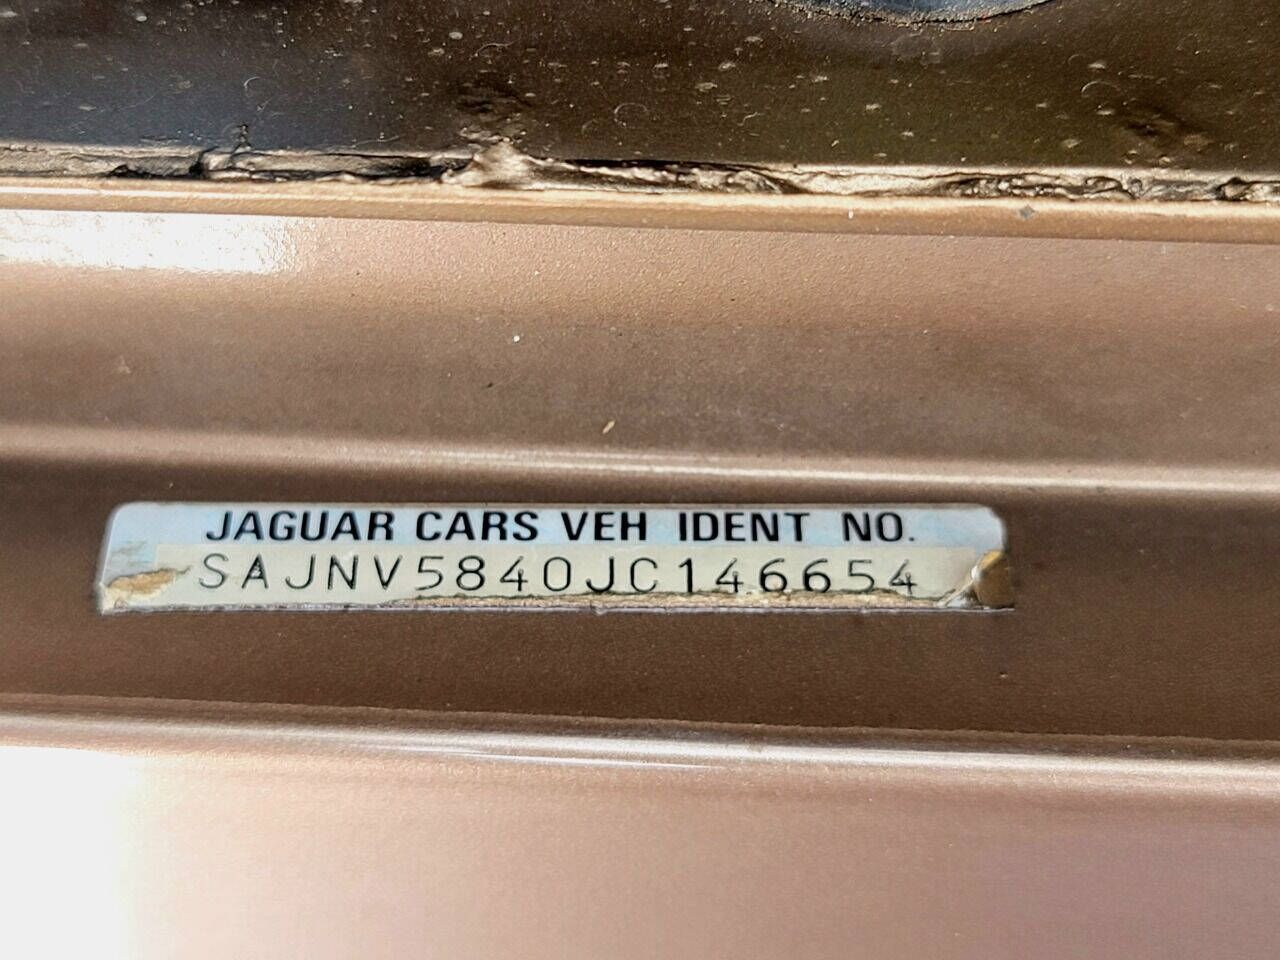 JAGUAR CARS VEH IDENT NO.
SAJNV5840JC146654